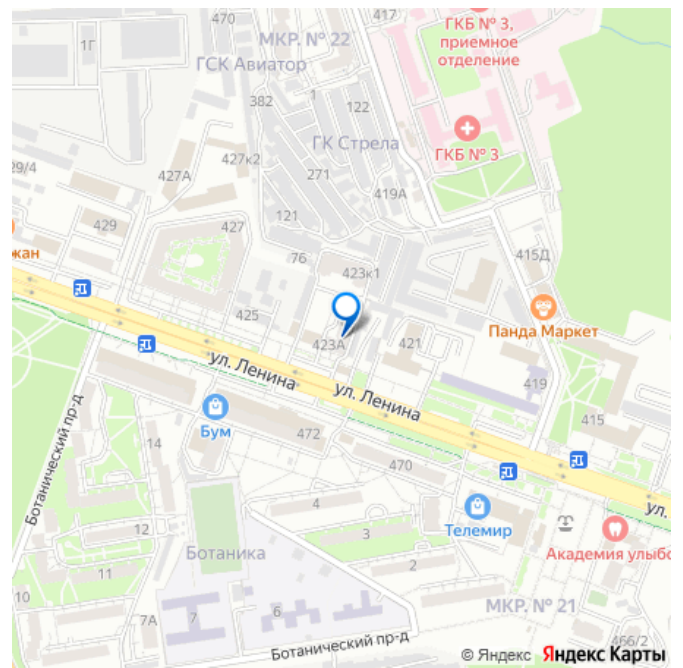 470
МКР. № 22
ГКБ № 3,
приемное
отделение
1Г
ГСК Авиатор
382
1
122
ГК Стрела
ГКБ № 3
427к2
29/4
427А
271
419А
429
427
121
жан
76
423к1
415Д
425
Панда Маркет
423А
421
ул. Ленина
ул. Ленина
419
415
Ботанический пр-д
Бум
14
472
470
ул.
4
Телемир
12
Ботаника
3
Академия улыбо
11
2
10
7А
7
6
МКР. № 21
466/2
Ботанический пр-д
© Яндекс Яндекс Карты